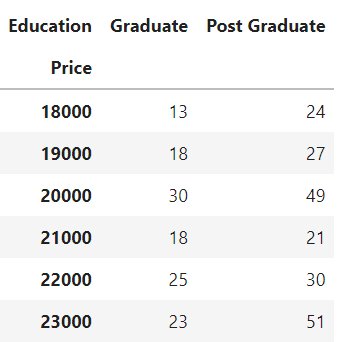 Education Graduate Post Graduate
Price
18000 13 24
19000 18 27
20000 30 49
21000 18 21
22000 25 30
23000 23 51